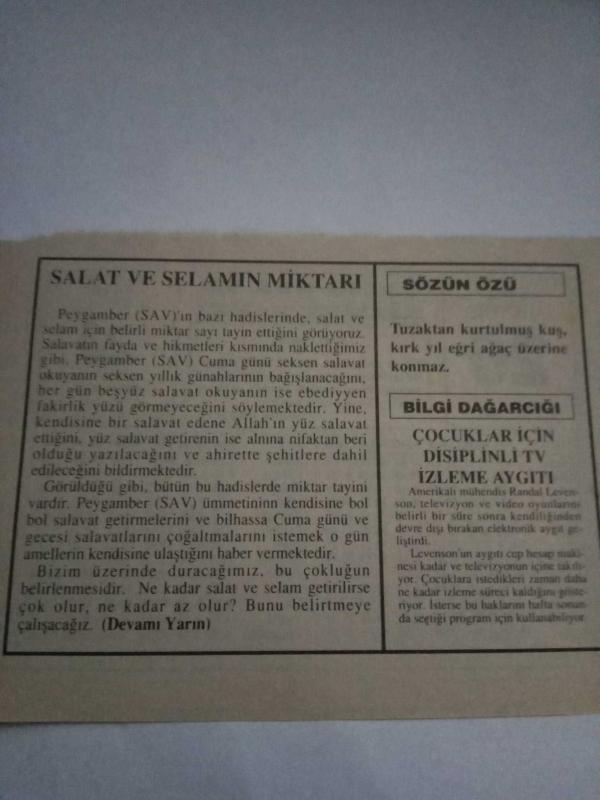 SALAT VE SELAMIN MİKTARI
Peygamber (SAV)'in bazı hadislerinde, salat ve
selam için belirli miktar sayı tayin ettiğini görüyoruz.
Salavatın fayda ve hikmetleri kısmında naklettiğimiz
gibi, Peygamber (SAV) Cuma günü seksen salavat
okuyanın seksen yıllık günahlarının bağışlanacağını,
her gün beşyüz salavat okuyanın ise ebediyyen
fakirlik yüzü görmeyeceğini söylemektedir. Yine,
kendisine bir salavat edene Allah'ın yüz salavat
ettiğini, yüz salavat getirenin ise alnına nifaktan beri
olduğu yazılacağını ve ahirette şehitlere dahil
edileceğini bildirmektedir.
Görüldüğü gibi, bütün bu hadislerde miktar tayini
vardır. Peygamber (SAV) ümmetininn kendisine bol
bol salavat getirmelerini ve bilhassa Cuma günü ve
gecesi salavatlarını çoğaltmalarını istemek o gün
amellerin kendisine ulaştığını haber vermektedir.
Bizim üzerinde duracağımız, bu çokluğun
belirlenmesidir. Ne kadar salat ve selam getirilirse
çok olur, ne kadar az olur? Bunu belirtmeye
çalışacağız. (Devamı Yarın)
SÖZÜN ÖZÜ
Tuzaktan kurtulmuş kuş,
kırk yıl eğri ağaç üzerine
konmaz.
BİLGİ DAĞARCIĞI
ÇOCUKLAR İÇİN
DİSİPLİNLİ TV
İZLEME AYGITI
Amerikalı mühendis Randal Leven-
son, televizyon ve video oyunlarını
belirli bir süre sonra kendiliğinden
devre dışı bırakan elektronik aygıt ge-
liştirdi.
Levenson'un aygıtı cep hesap maki-
nesi kadar ve televizyonun içine takılı-
yor. Çocuklara istedikleri zaman daha
ne kadar izleme süreci kaldığını göste-
riyor. İsterse bu haklarını hafta sonun-
da seçtiği program için kullanabiliyor.